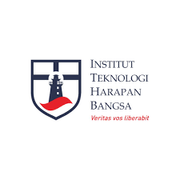 INSTITUT
TEKNOLOGI
HARAPAN
BANGSA
Veritas vos liberabit